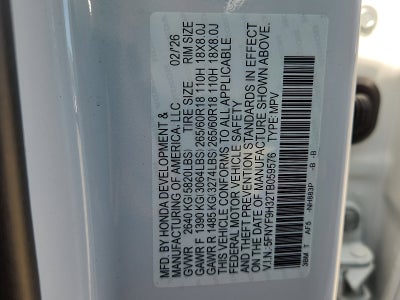 MFD. BY HONDA DEVELOPMENT & 02/26
MANUFACTURING OF AMERICA, LLC
GVWR 2640 KG(5820LBS) TIRE SIZE RIM SIZE
GAWR F 1390 KG(3064LBS) 265/60R18 110H 18X8.0J
GAWR R 1485 KG(3274LBS) 265/60R18 110H 18X8.0J
THIS VEHICLE CONFORMS TO ALL APPLICABLE
FEDERAL MOTOR VEHICLE SAFETY
AND THEFT PREVENTION STANDARDS IN EFFECT
ON THE DATE OF MANUFACTURE SHOWN ABOVE.
V.I.N.:5FNYF9H32TB059576 TYPE:MPV
T AF5 -NH883P -B -B